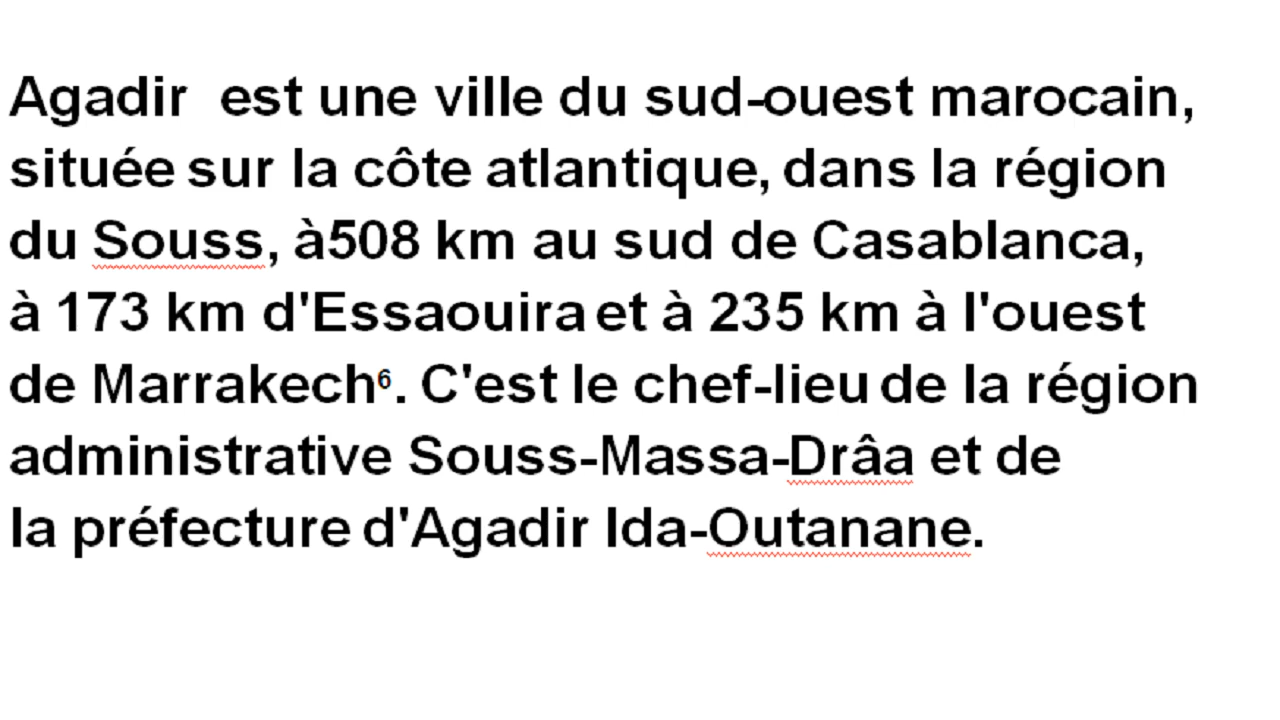 Agadir  est une ville du sud-ouest marocain,
située sur la côte atlantique, dans la région
du Souss, à508 km au sud de Casablanca,
à 173 km d'Essaouira et à 235 km à l'ouest
de Marrakech⁶. C'est le chef-lieu de la région
administrative Souss-Massa-Drâa et de
la préfecture d'Agadir Ida-Outanane.